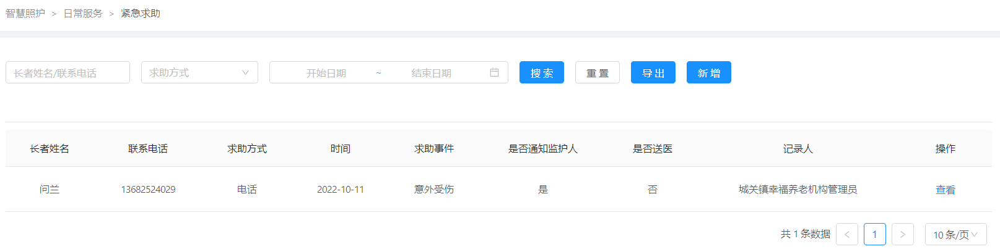 智慧照护 > 日常服务 > 紧急求助
长者姓名/联系电话 求助方式 开始日期 ~ 结束日期 搜 索 重 置 导 出 新 增
长者姓名 联系电话 求助方式 时间 求助事件 是否通知监护人 是否送医 记录人 操作
问兰 13682524029 电话 2022-10-11 意外受伤 是 否 城关镇幸福养老机构管理员 查看
共 1 条数据 < 1 > 10 条/页